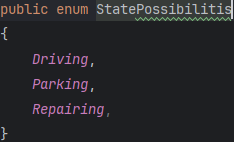 public enum StatePossibilitis
{
    Driving,
    Parking,
    Repairing,
}